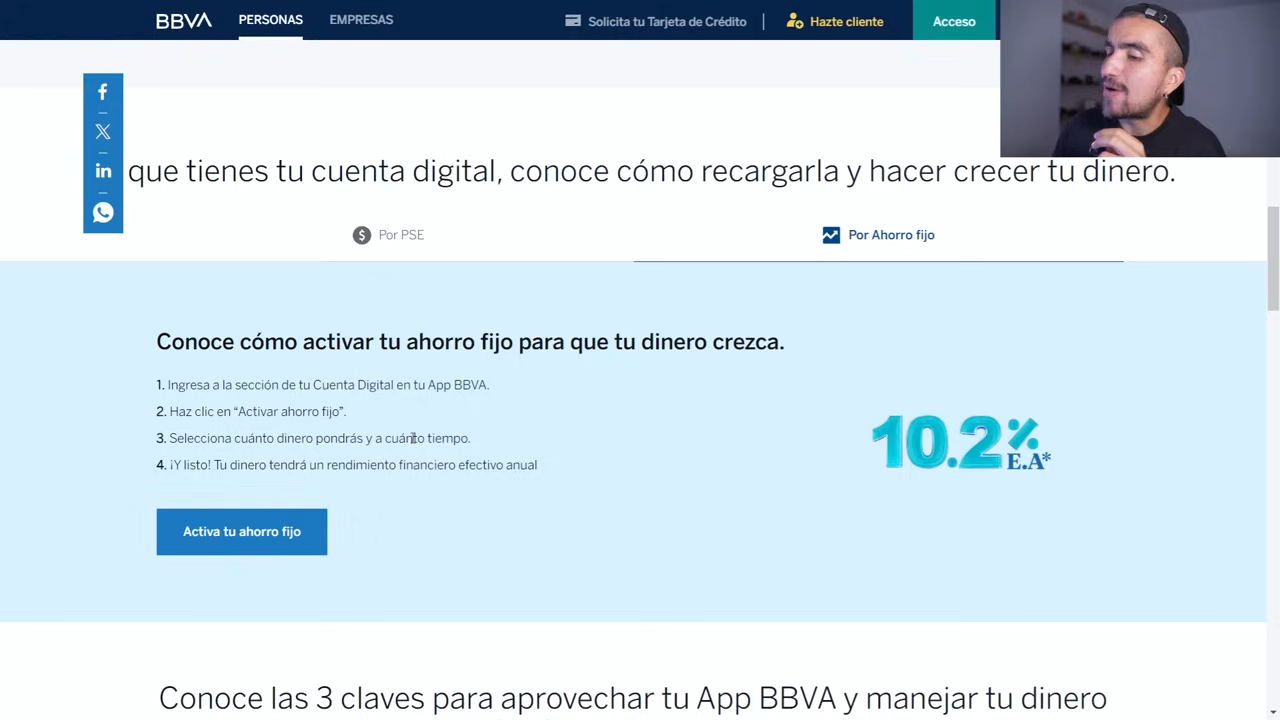 BBVA
PERSONAS
EMPRESAS
Solicita tu Tarjeta de Crédito
Hazte cliente
Acceso
que tienes tu cuenta digital, conoce cómo recargarla y hacer crecer tu dinero.
Por PSE
Por Ahorro fijo
Conoce cómo activar tu ahorro fijo para que tu dinero crezca.
1. Ingresa a la sección de tu Cuenta Digital en tu App BBVA.
2. Haz clic en “Activar ahorro fijo”.
3. Selecciona cuánto dinero pondrás y a cuánto tiempo.
4. ¡Y listo! Tu dinero tendrá un rendimiento financiero efectivo anual
10.2% E.A*
Activa tu ahorro fijo
Conoce las 3 claves para aprovechar tu App BBVA y manejar tu dinero